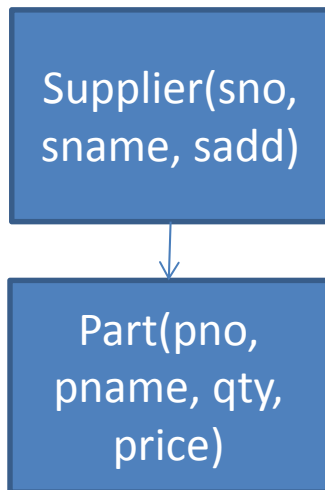 Supplier(sno,
sname, sadd)
Part(pno,
pname, qty,
price)